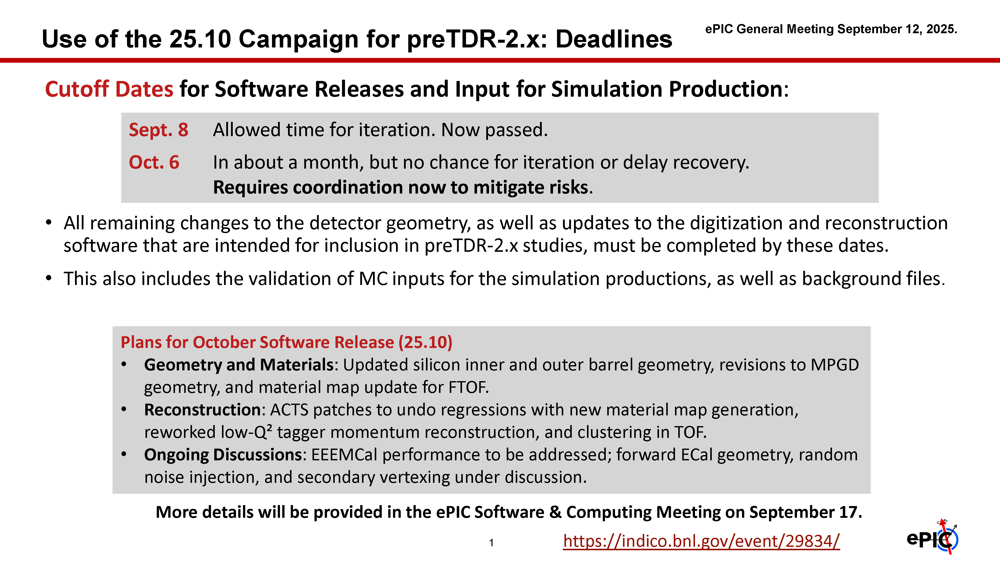 Use of the 25.10 Campaign for preTDR-2.x: Deadlines
ePIC General Meeting September 12, 2025.
Cutoff Dates for Software Releases and Input for Simulation Production:
Sept. 8 Allowed time for iteration. Now passed.
Oct. 6 In about a month, but no chance for iteration or delay recovery.
Requires coordination now to mitigate risks.
• All remaining changes to the detector geometry, as well as updates to the digitization and reconstruction
software that are intended for inclusion in preTDR-2.x studies, must be completed by these dates.
• This also includes the validation of MC inputs for the simulation productions, as well as background files.
Plans for October Software Release (25.10)
• Geometry and Materials: Updated silicon inner and outer barrel geometry, revisions to MPGD
geometry, and material map update for FTOF.
• Reconstruction: ACTS patches to undo regressions with new material map generation,
reworked low-Q² tagger momentum reconstruction, and clustering in TOF.
• Ongoing Discussions: EEEMCal performance to be addressed; forward ECal geometry, random
noise injection, and secondary vertexing under discussion.
More details will be provided in the ePIC Software & Computing Meeting on September 17.
1
https://indico.bnl.gov/event/29834/
ePIC